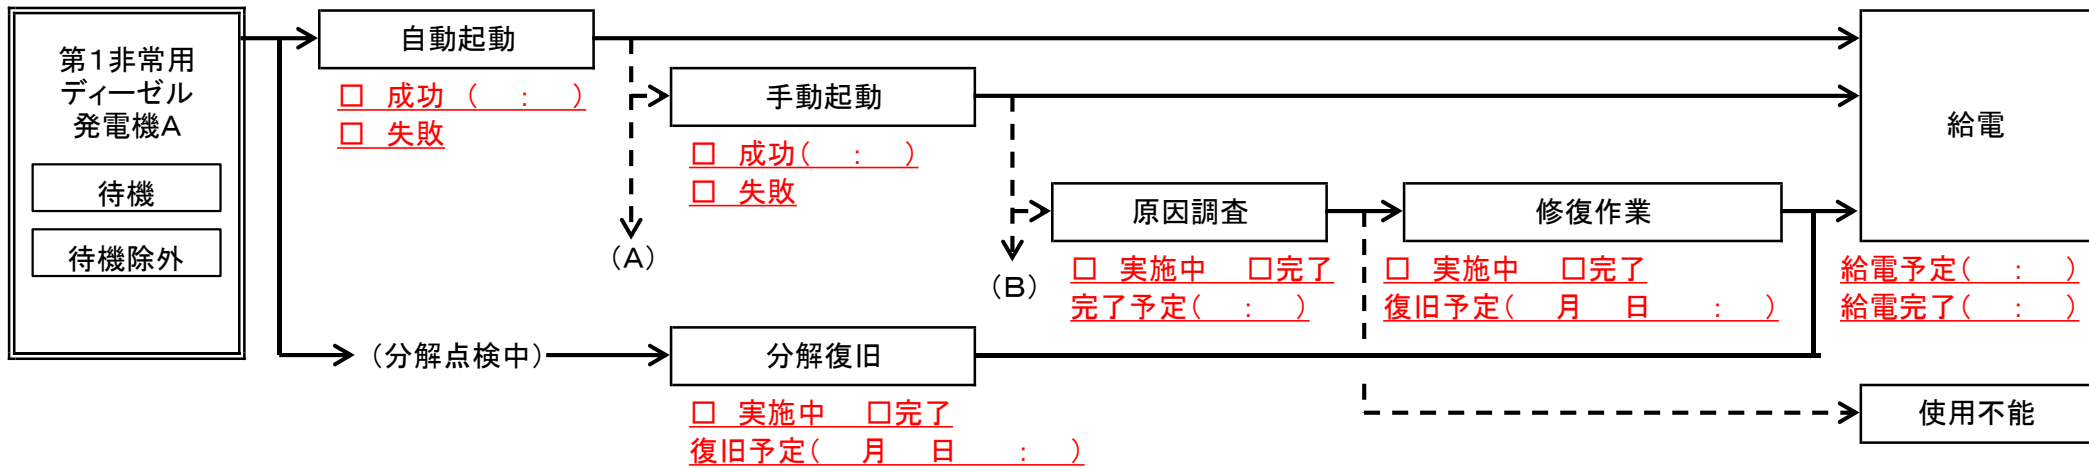 第1非常用
ディーゼル
発電機A
待機
待機除外
自動起動
□ 成功 (　:　)
□ 失敗
(A)
手動起動
□ 成功(　:　)
□ 失敗
(B)
原因調査
□ 実施中　□完了
完了予定(　:　)
修復作業
□ 実施中　□完了
復旧予定(　月　日　:　)
給電
給電予定(　:　)
給電完了(　:　)
(分解点検中)
分解復旧
□ 実施中　□完了
復旧予定(　月　日　:　)
使用不能